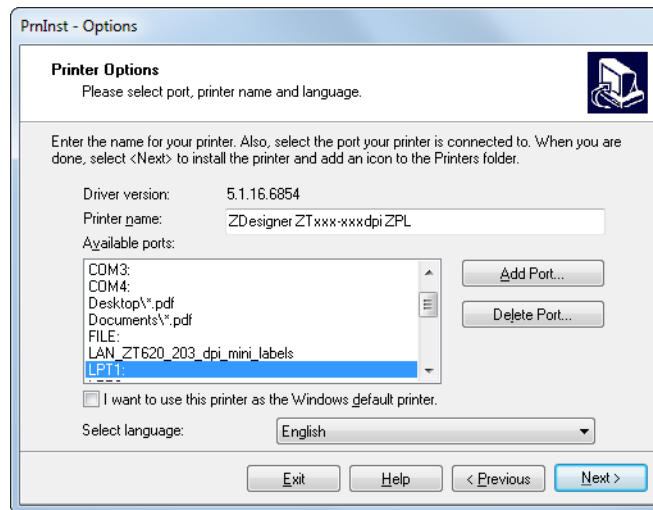 PrnInst - Options
Printer Options
Please select port, printer name and language.
Enter the name for your printer. Also, select the port your printer is connected to. When you are
done, select <Next> to install the printer and add an icon to the Printers folder.
Driver version: 5.1.16.6854
Printer name: ZDesigner ZTxxx-xxxdpi ZPL
Available ports:
COM3:
COM4:
Desktop\*.pdf
Documents\*.pdf
FILE:
LAN_ZT620_203_dpi_mini_labels
LPT1:
Add Port...
Delete Port...
I want to use this printer as the Windows default printer.
Select language: English
Exit Help < Previous Next >